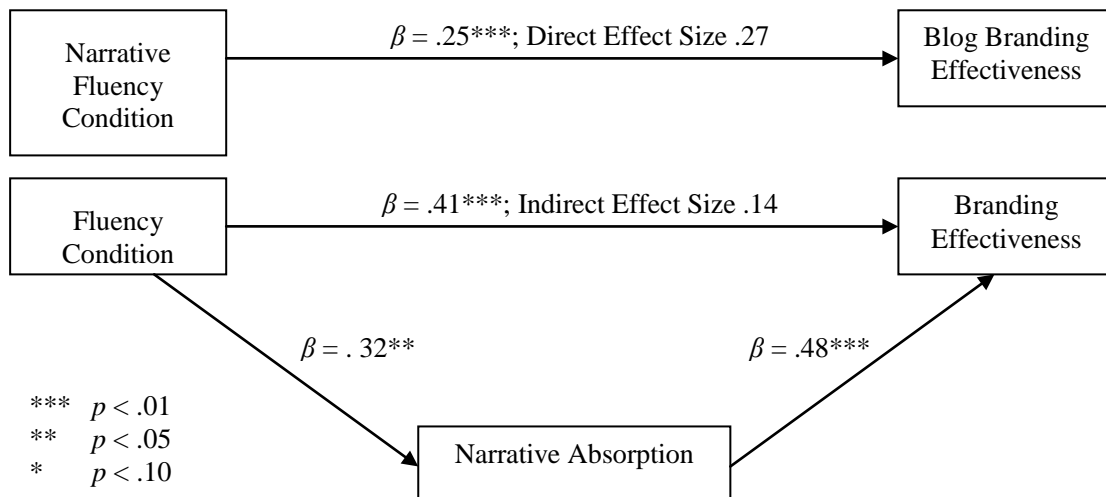 Narrative
Fluency
Condition
β = .25***; Direct Effect Size .27
Blog Branding
Effectiveness
Fluency
Condition
β = .41***; Indirect Effect Size .14
Branding
Effectiveness
β = . 32**
β = .48***
*** p < .01
** p < .05
* p < .10
Narrative Absorption